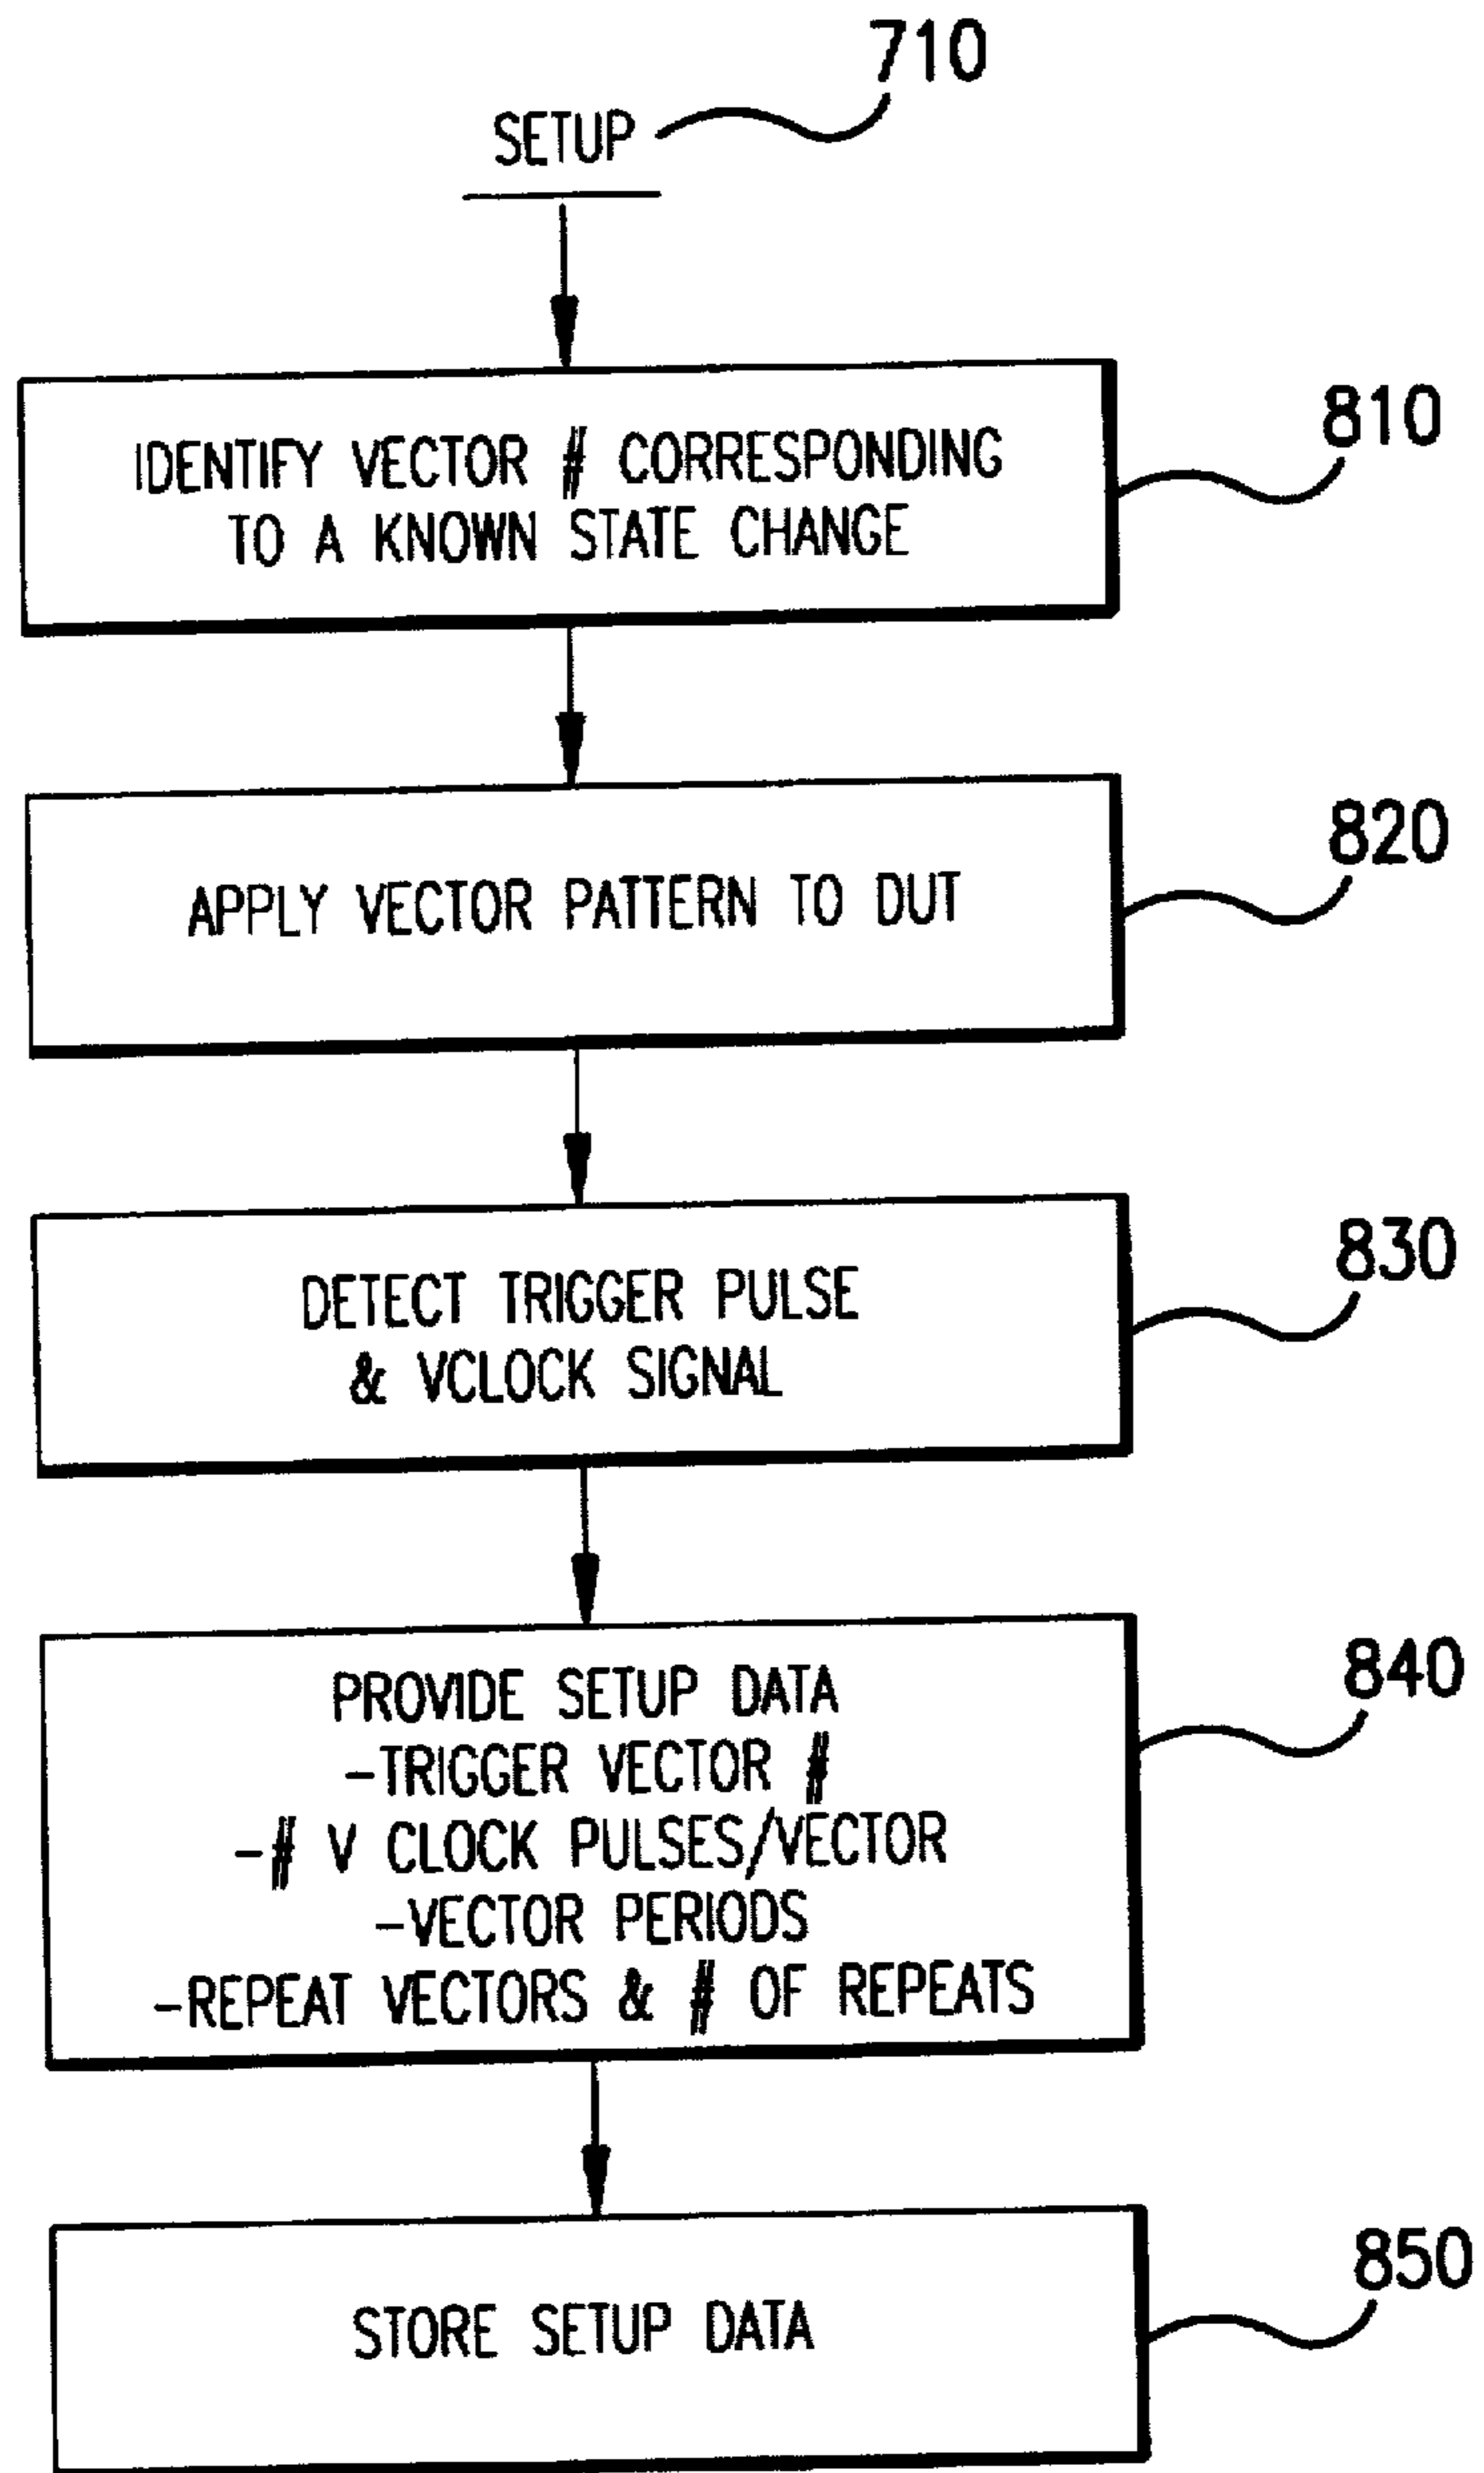 710
SETUP
IDENTIFY VECTOR # CORRESPONDING
TO A KNOWN STATE CHANGE
810
APPLY VECTOR PATTERN TO DUT
820
DETECT TRIGGER PULSE
& VCLOCK SIGNAL
830
PROVIDE SETUP DATA
-TRIGGER VECTOR #
-# V CLOCK PULSES/VECTOR
-VECTOR PERIODS
-REPEAT VECTORS & # OF REPEATS
840
STORE SETUP DATA
850